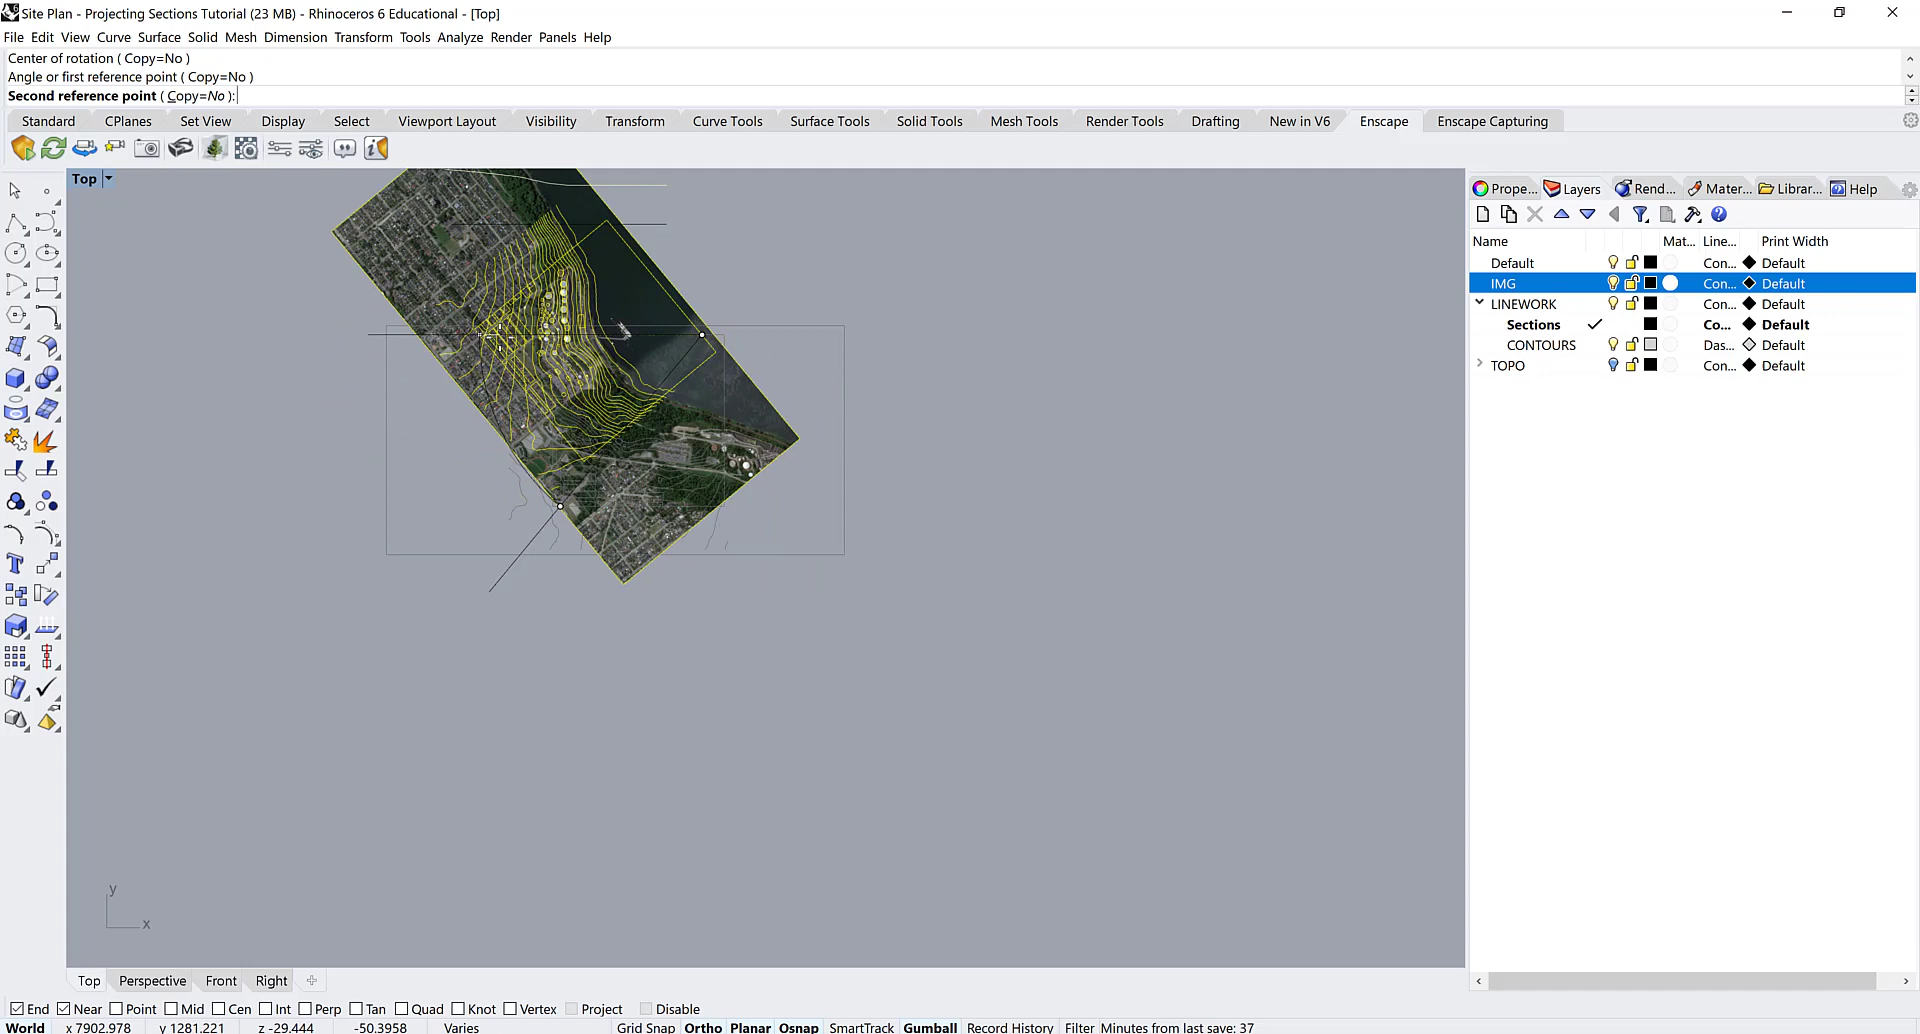 Site Plan - Projecting Sections Tutorial (23 MB) - Rhinoceros 6 Educational - [Top]
File Edit View Curve Surface Solid Mesh Dimension Transform Tools Analyze Render Panels Help
Center of rotation ( Copy=No )
Angle or first reference point ( Copy=No )
Second reference point ( Copy=No ):
Standard CPlanes Set View Display Select Viewport Layout Visibility Transform Curve Tools Surface Tools Solid Tools Mesh Tools Render Tools Drafting New in V6 Enscape Enscape Capturing
Top
Prope... Layers Rend... Mater... Librar... Help
Name Mat... Line... Print Width
Default Con... Default
IMG Con... Default
LINEWORK Con... Default
Sections Co... Default
CONTOURS Das... Default
TOPO Con... Default
y
x
Top Perspective Front Right
End Near Point Mid Cen Int Perp Tan Quad Knot Vertex Project Disable
World x 7902.978 y 1281.221 z -29.444 -50.3958 Varies Grid Snap Ortho Planar Osnap SmartTrack Gumball Record History Filter Minutes from last save: 37